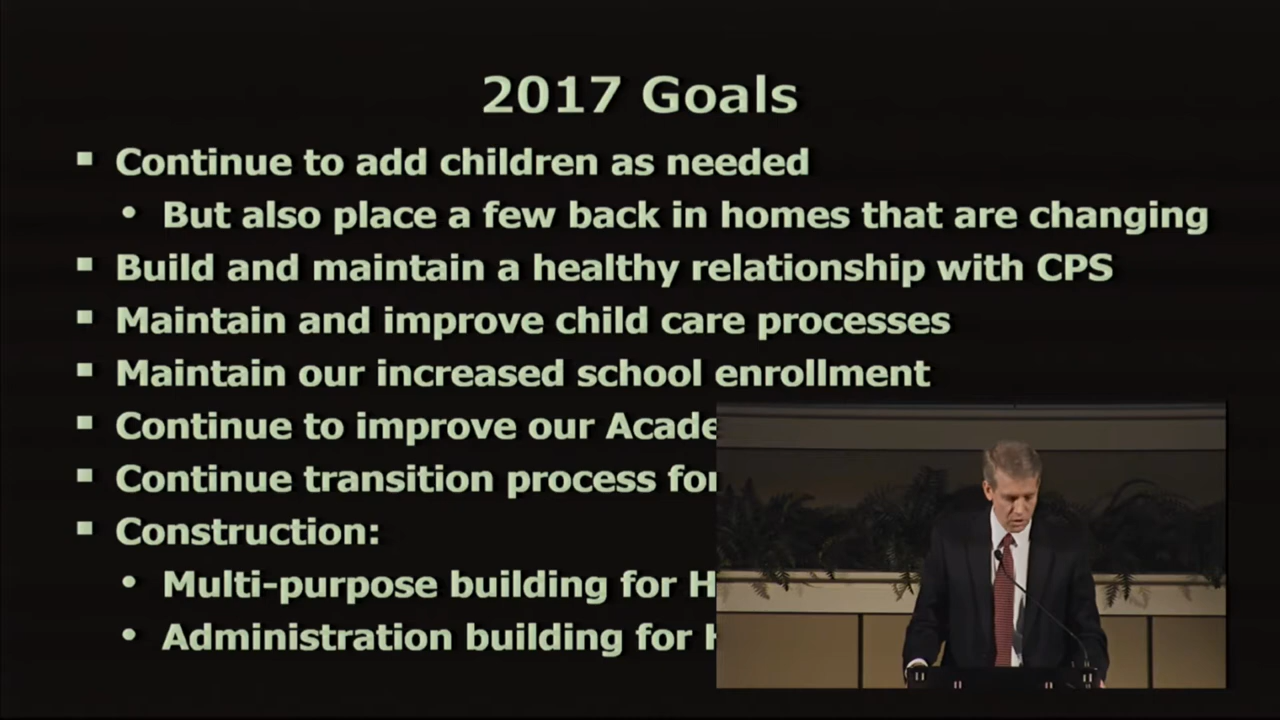 2017 Goals
▪ Continue to add children as needed
• But also place a few back in homes that are changing
▪ Build and maintain a healthy relationship with CPS
▪ Maintain and improve child care processes
▪ Maintain our increased school enrollment
▪ Continue to improve our
▪ Continue transition process for
▪ Construction:
• Multi-purpose building for
• Administration building for